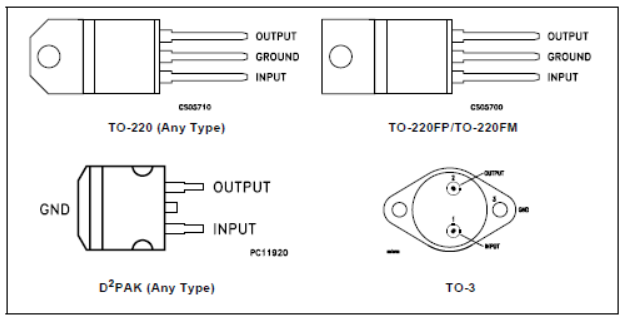 OUTPUT
GROUND
INPUT
CS05710
TO-220 (Any Type)
OUTPUT
GROUND
INPUT
CS05700
TO-220FP/TO-220FM
GND
OUTPUT
INPUT
PC11920
D²PAK (Any Type)
2
OUTPUT
3
GND
1
INPUT
TO-3